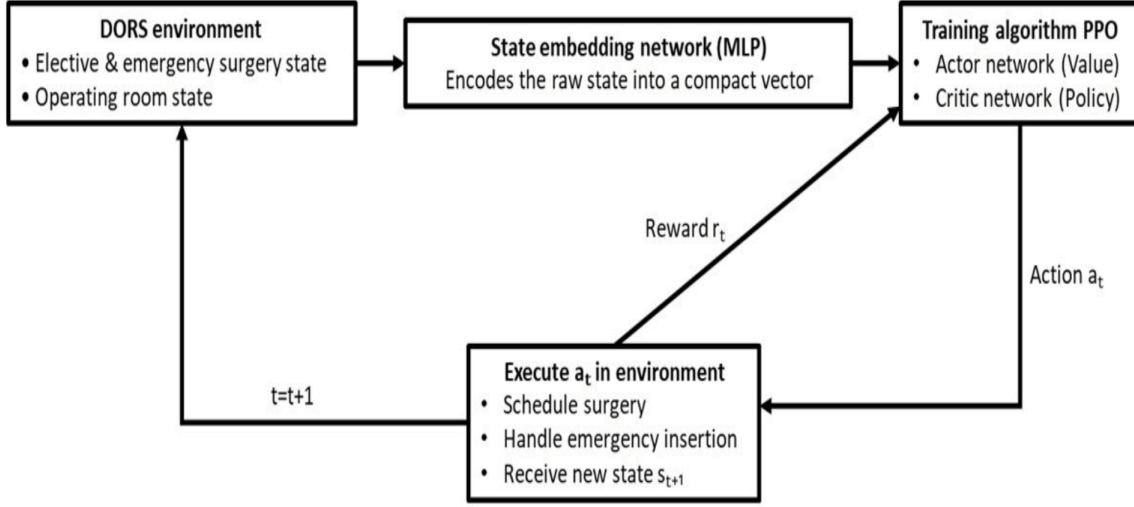 DORS environment
• Elective & emergency surgery state
• Operating room state
State embedding network (MLP)
Encodes the raw state into a compact vector
Training algorithm PPO
• Actor network (Value)
• Critic network (Policy)
Reward rₜ
Action aₜ
Execute aₜ in environment
• Schedule surgery
• Handle emergency insertion
• Receive new state sₜ₊₁
t=t+1